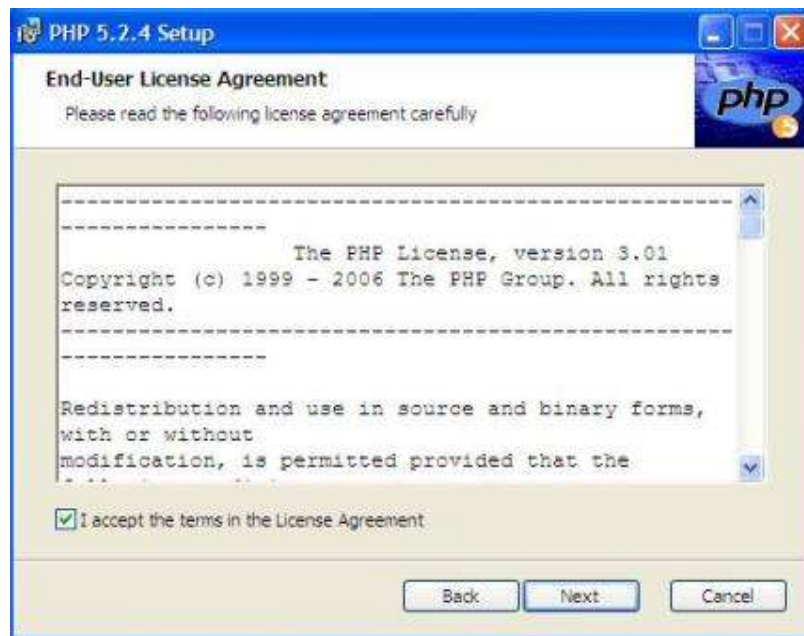 PHP 5.2.4 Setup
End-User License Agreement
Please read the following license agreement carefully
php
--------------------------------------------------------
----------------
The PHP License, version 3.01
Copyright (c) 1999 - 2006 The PHP Group. All rights
reserved.
--------------------------------------------------------
----------------
Redistribution and use in source and binary forms,
with or without
modification, is permitted provided that the
I accept the terms in the License Agreement
Back Next Cancel